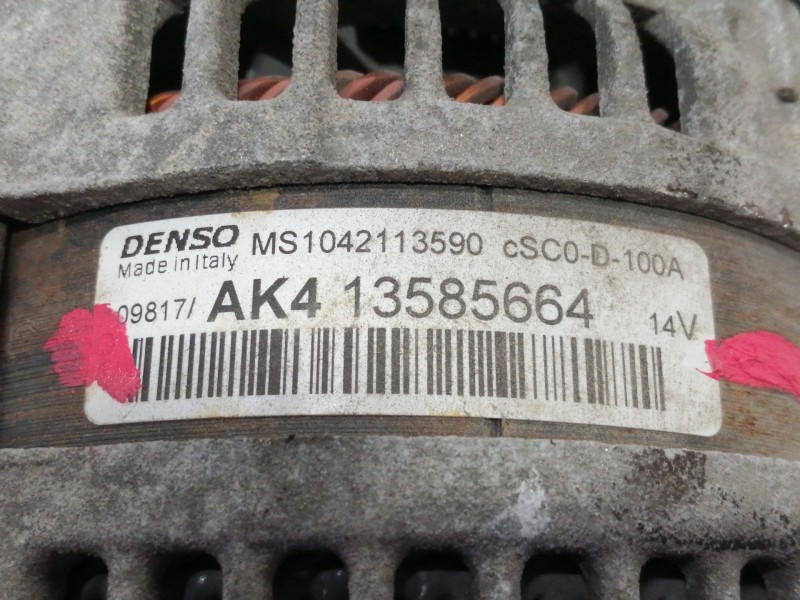 DENSO MS1042113590 cSC0-D-100A
Made in Italy
09817/ AK4 13585664 14V